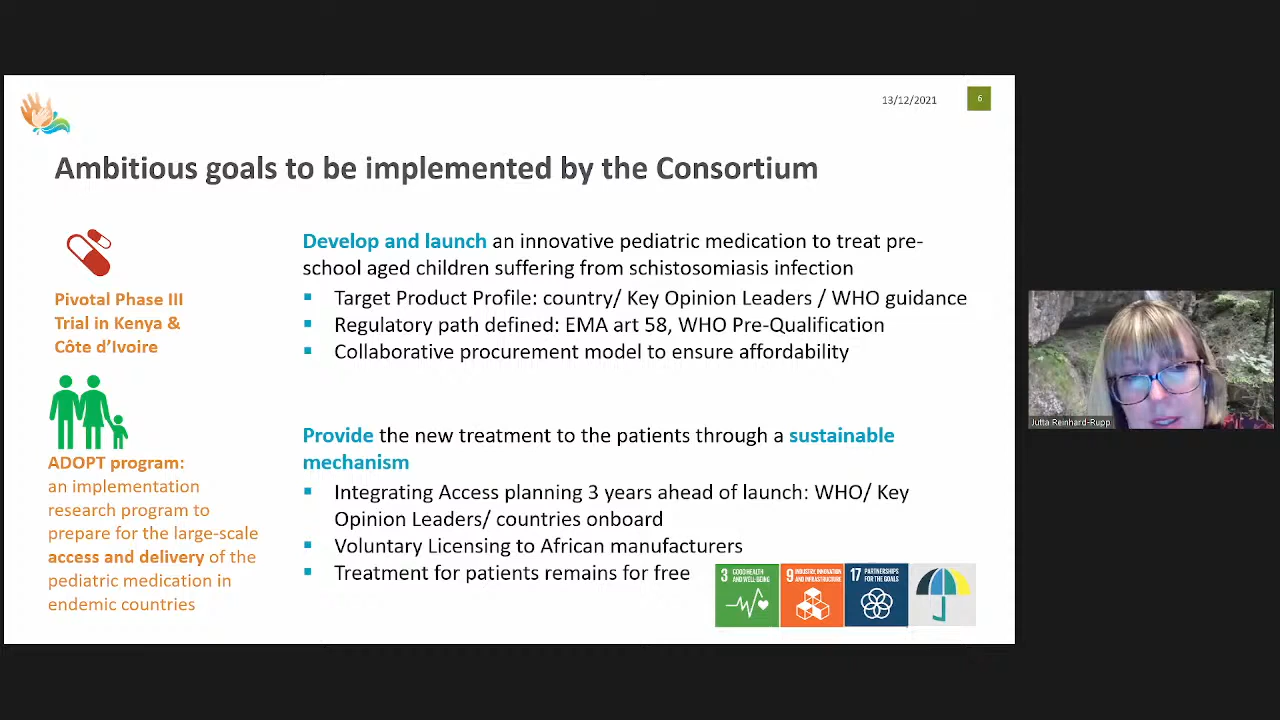 13/12/2021
6
Ambitious goals to be implemented by the Consortium
Pivotal Phase III
Trial in Kenya &
Côte d'Ivoire
Develop and launch an innovative pediatric medication to treat pre-
school aged children suffering from schistosomiasis infection
▪ Target Product Profile: country/ Key Opinion Leaders / WHO guidance
▪ Regulatory path defined: EMA art 58, WHO Pre-Qualification
▪ Collaborative procurement model to ensure affordability
ADOPT program:
an implementation
research program to
prepare for the large-scale
access and delivery of the
pediatric medication in
endemic countries
Provide the new treatment to the patients through a sustainable
mechanism
▪ Integrating Access planning 3 years ahead of launch: WHO/ Key
Opinion Leaders/ countries onboard
▪ Voluntary Licensing to African manufacturers
▪ Treatment for patients remains for free
3 GOOD HEALTH
AND WELL-BEING
9 INDUSTRY, INNOVATION
AND INFRASTRUCTURE
17 PARTNERSHIPS
FOR THE GOALS
Jutta Reinhard-Rupp